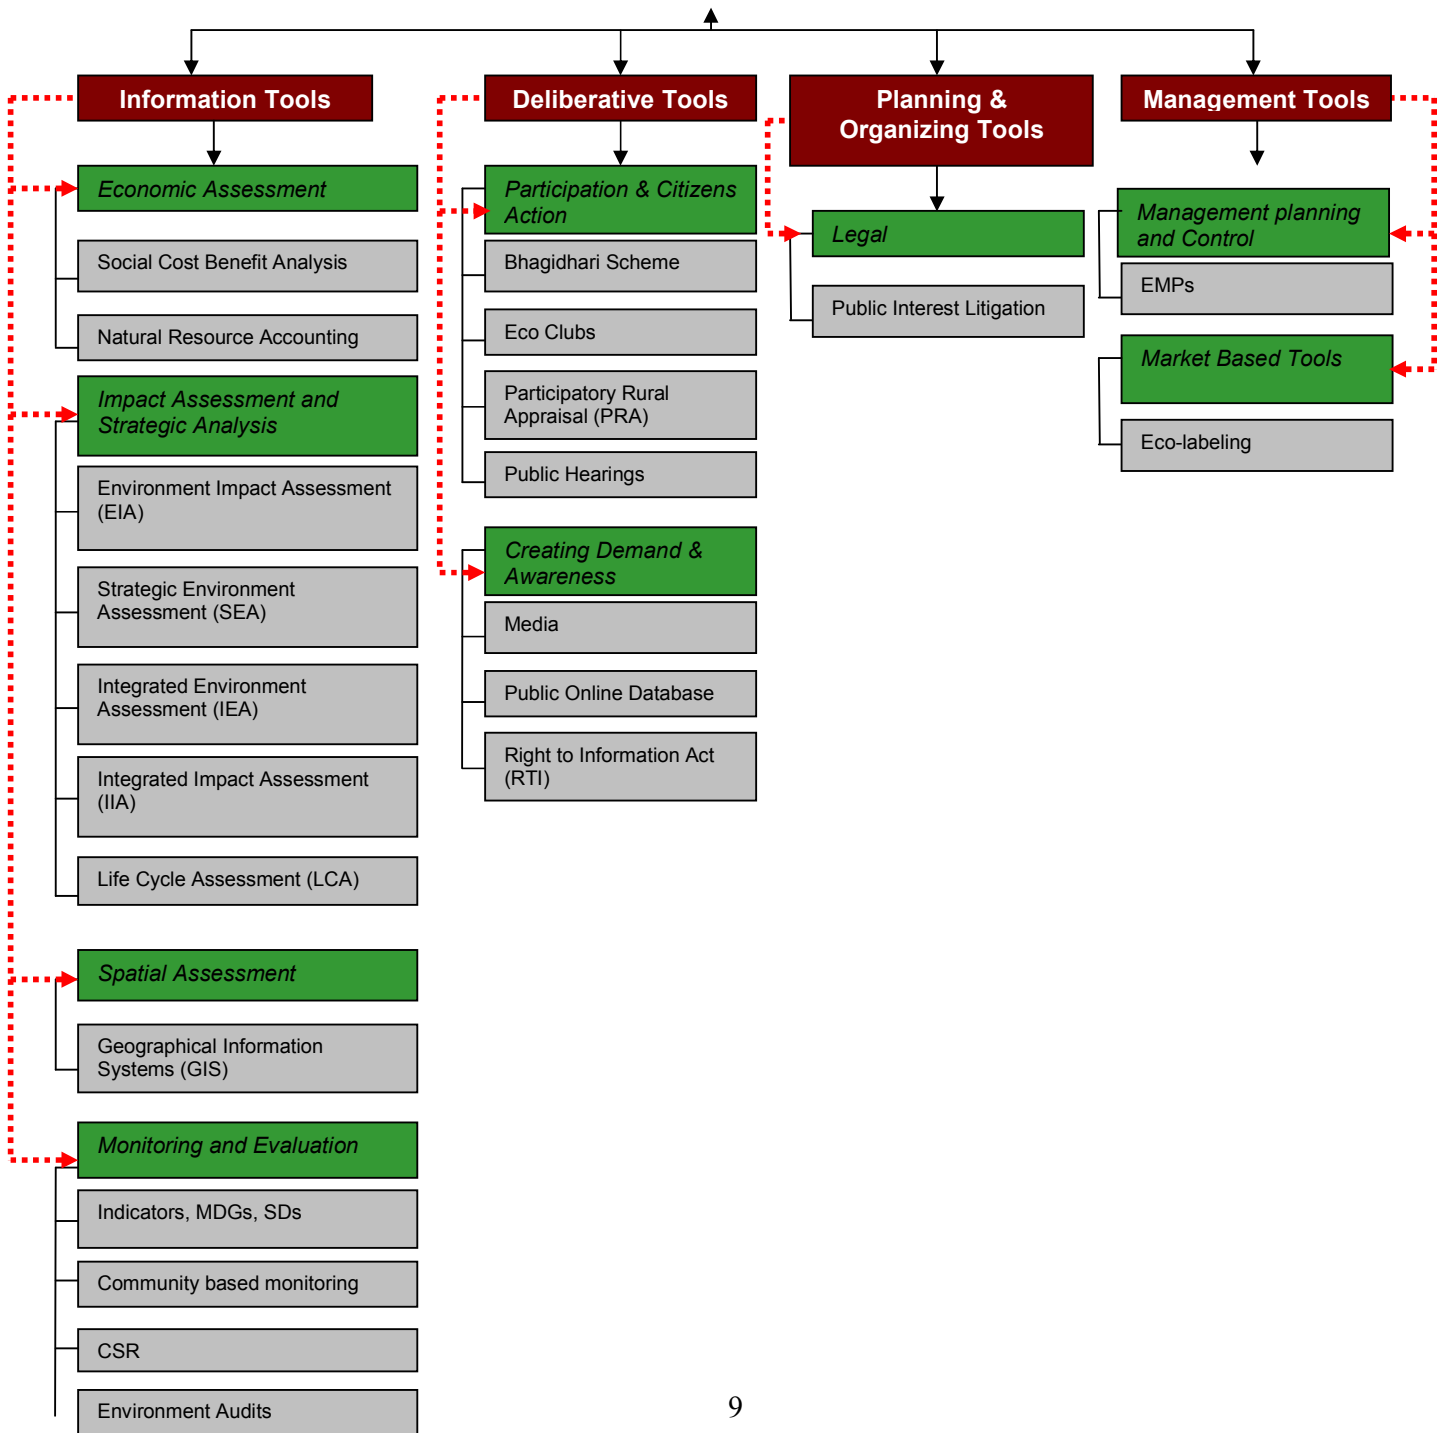 Information Tools
Economic Assessment
Social Cost Benefit Analysis
Natural Resource Accounting
Impact Assessment and
Strategic Analysis
Environment Impact Assessment
(EIA)
Strategic Environment
Assessment (SEA)
Integrated Environment
Assessment (IEA)
Integrated Impact Assessment
(IIA)
Life Cycle Assessment (LCA)
Spatial Assessment
Geographical Information
Systems (GIS)
Monitoring and Evaluation
Indicators, MDGs, SDs
Community based monitoring
CSR
Environment Audits
Deliberative Tools
Participation & Citizens
Action
Bhagidhari Scheme
Eco Clubs
Participatory Rural
Appraisal (PRA)
Public Hearings
Creating Demand &
Awareness
Media
Public Online Database
Right to Information Act
(RTI)
Planning &
Organizing Tools
Legal
Public Interest Litigation
Management Tools
Management planning
and Control
EMPs
Market Based Tools
Eco-labeling
9